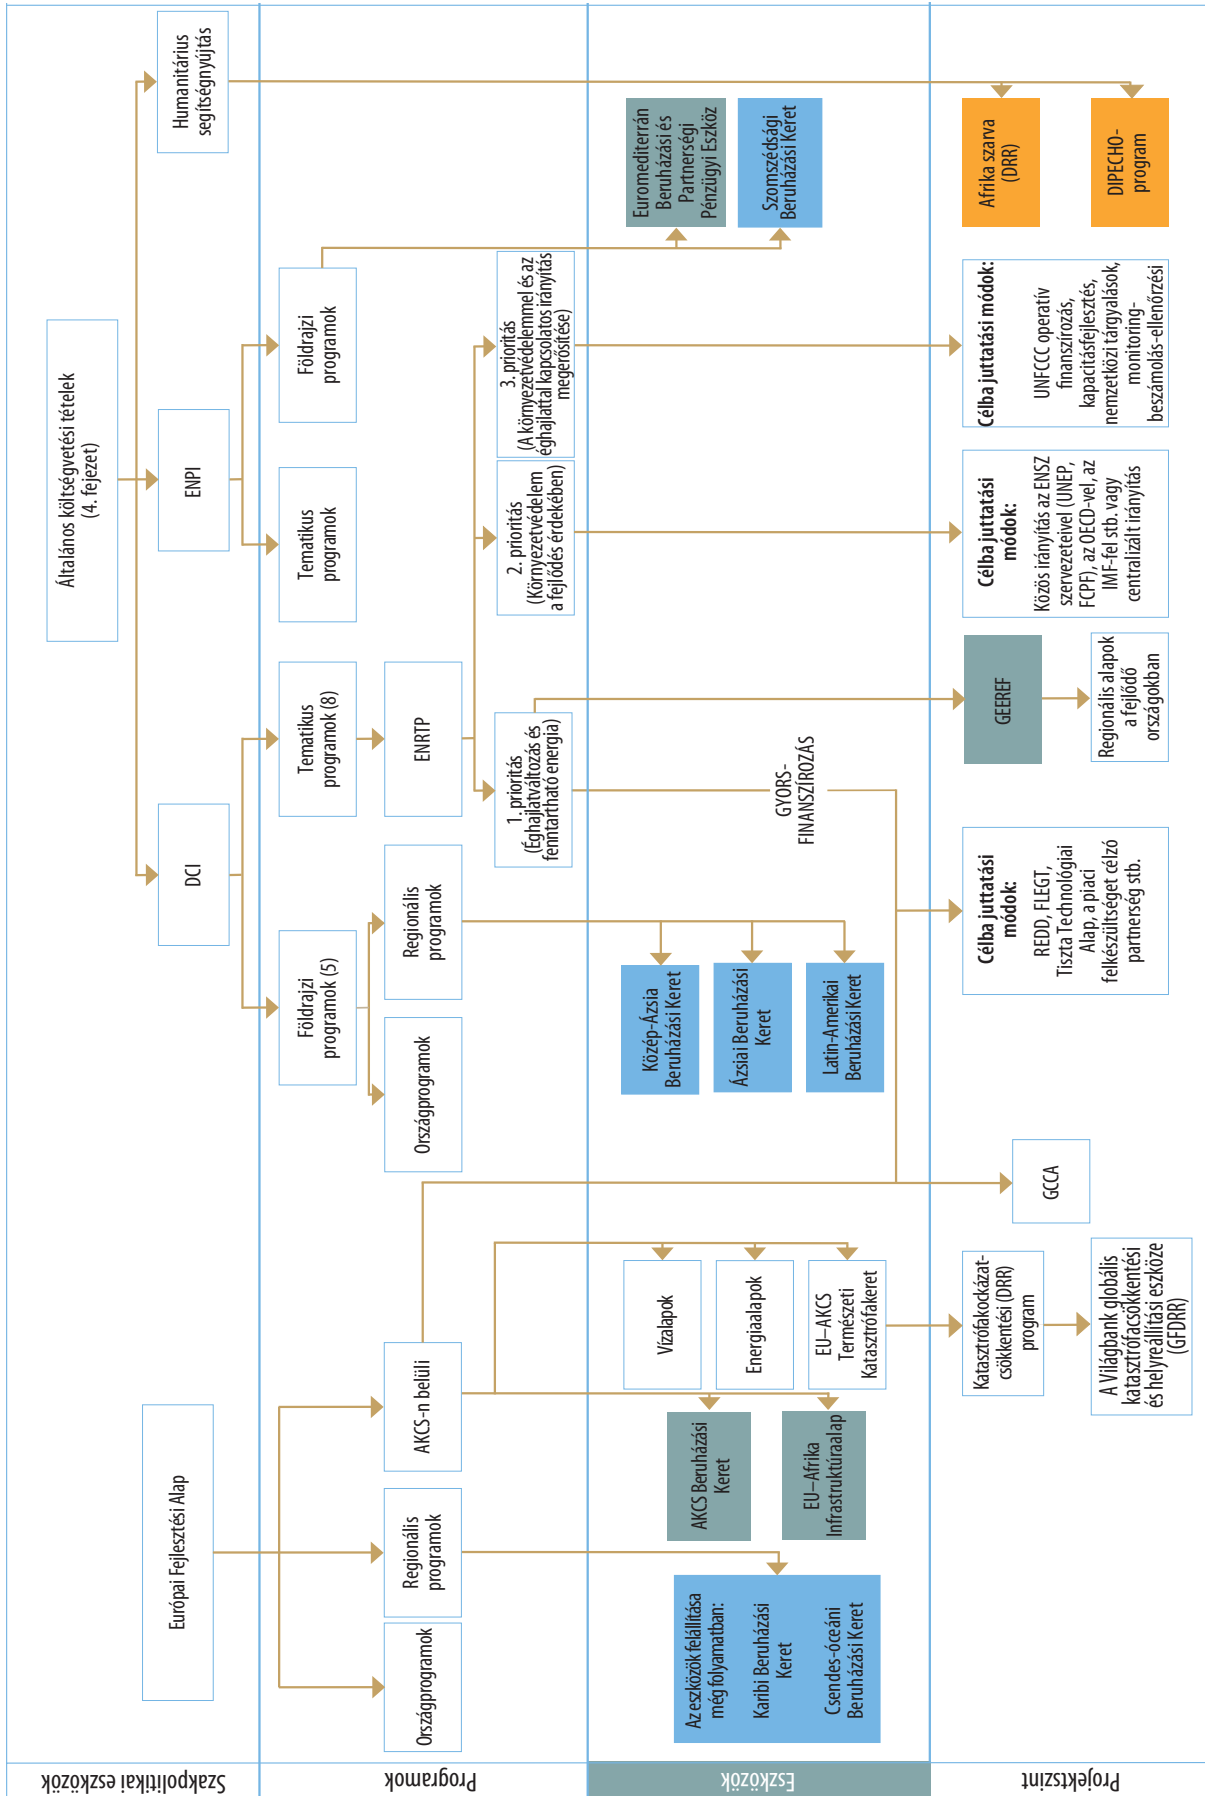 Szakpolitikai eszközök
Európai Fejlesztési Alap
Általános költségvetési tételek
(4. fejezet)
DCI
ENPI
Humanitárius
segítségnyújtás
Programok
Országprogramok
Regionális
programok
AKCS-n belüli
Földrajzi
programok (5)
Országprogramok
Regionális
programok
Tematikus
programok (8)
ENRTP
1. prioritás
(Éghajlatváltozás és
fenntartható energia)
2. prioritás
(Környezetvédelem
a fejlődés érdekében)
3. prioritás
(A környezetvédelemmel és az
éghajlattal kapcsolatos irányítás
megerősítése)
Tematikus
programok
Földrajzi
programok
Eszközök
Az eszközök felállítása
még folyamatban:
Karibi Beruházási
Keret
Csendes-óceáni
Beruházási Keret
AKCS Beruházási
Keret
EU–Afrika
Infrastruktúraalap
Vízalapok
Energiaalapok
EU–AKCS
Természeti
Katasztrófakeret
Közép-Ázsia
Beruházási Keret
Ázsiai Beruházási
Keret
Latin-Amerikai
Beruházási Keret
GYORS-
FINANSZÍROZÁS
Euromediterrán
Beruházási és
Partnerségi
Pénzügyi Eszköz
Szomszédsági
Beruházási Keret
Projektszint
Katasztrófakockázat-
csökkentési (DRR)
program
A Világbank globális
katasztrófacsökkentési
és helyreállítási eszköze
(GFDRR)
GCCA
Célba juttatási
módok:
REDD, FLEGT,
Tiszta Technológiai
Alap, a piaci
felkészültséget célzó
partnerség stb.
GEEREF
Regionális alapok
a fejlődő
országokban
Célba juttatási
módok:
Közös irányítás az ENSZ
szervezeteivel (UNEP,
FCPF), az OECD-vel, az
IMF-fel stb. vagy
centralizált irányítás
Célba juttatási módok:
UNFCCC operatív
finanszírozás,
kapacitásfejlesztés,
nemzetközi tárgyalások,
monitoring-
beszámolás-ellenőrzési
Afrika szarva
(DRR)
DIPECHO-
program